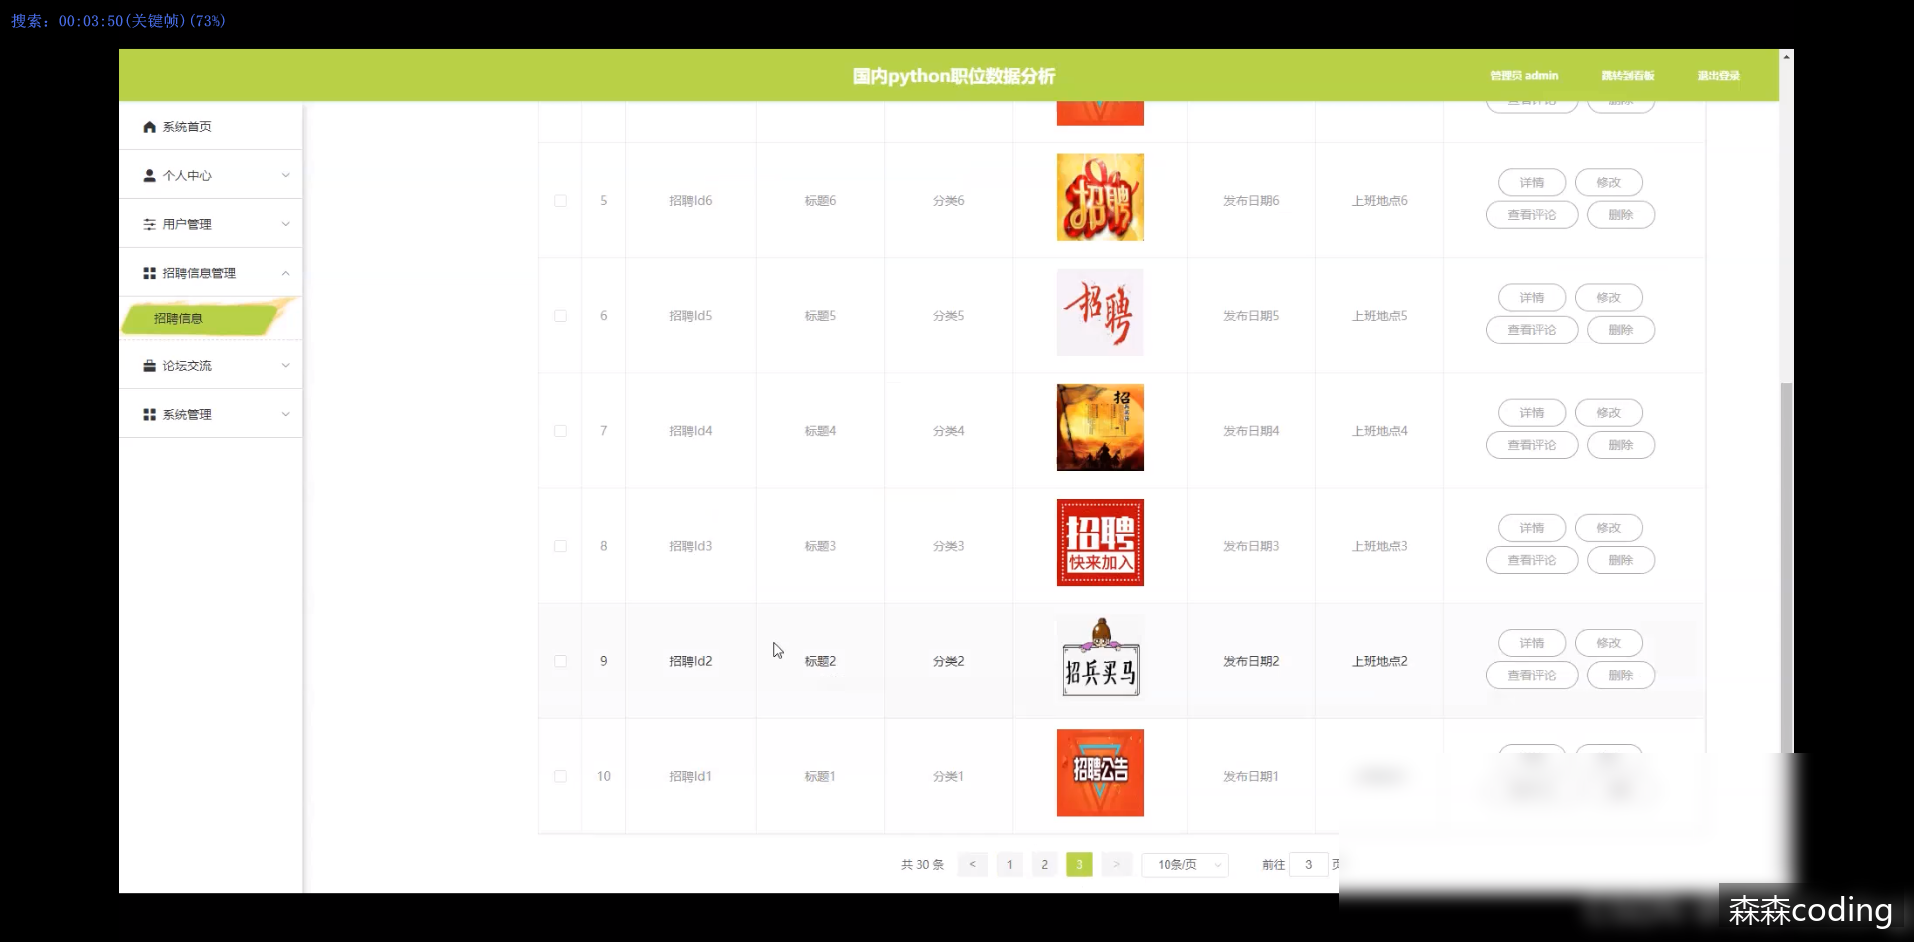 搜索：00:03:50(关键帧)(73%)
国内python职位数据分析
管理员 admin
跳转到看板
退出登录
系统首页
个人中心
用户管理
招聘信息管理
招聘信息
论坛交流
系统管理
查看评论 删除
5 招聘Id6 标题6 分类6 招聘 发布日期6 上班地点6 详情 修改
查看评论 删除
6 招聘Id5 标题5 分类5 招聘 发布日期5 上班地点5 详情 修改
查看评论 删除
7 招聘Id4 标题4 分类4 招 发布日期4 上班地点4 详情 修改
查看评论 删除
8 招聘Id3 标题3 分类3 招聘 快来加入 发布日期3 上班地点3 详情 修改
查看评论 删除
9 招聘Id2 标题2 分类2 招兵买马 发布日期2 上班地点2 详情 修改
查看评论 删除
10 招聘Id1 标题1 分类1 招聘公告 发布日期1
共 30 条 < 1 2 3 > 10条/页 前往 3
森森coding